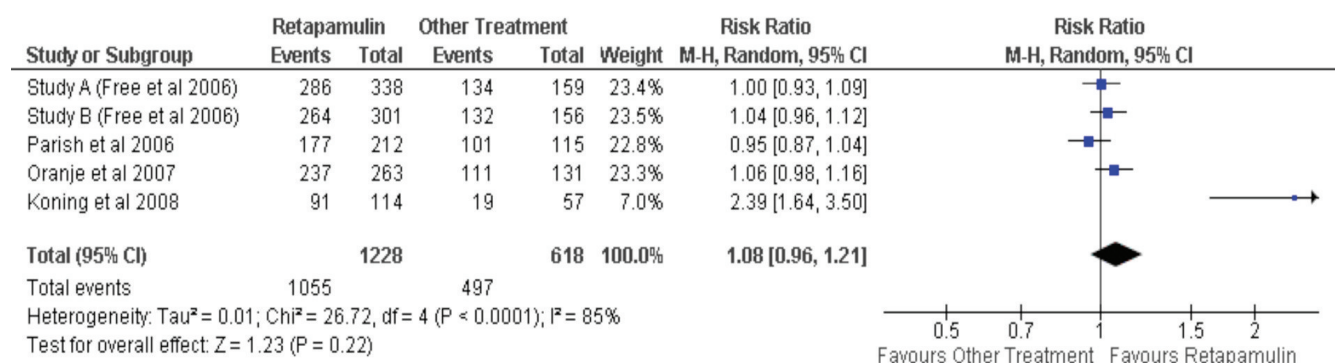 Retapamulin Other Treatment Risk Ratio Risk Ratio
Study or Subgroup Events Total Events Total Weight M-H, Random, 95% CI M-H, Random, 95% CI
Study A (Free et al 2006) 286 338 134 159 23.4% 1.00 [0.93, 1.09]
Study B (Free et al 2006) 264 301 132 156 23.5% 1.04 [0.96, 1.12]
Parish et al 2006 177 212 101 115 22.8% 0.95 [0.87, 1.04]
Oranje et al 2007 237 263 111 131 23.3% 1.06 [0.98, 1.16]
Koning et al 2008 91 114 19 57 7.0% 2.39 [1.64, 3.50]
Total (95% CI) 1228 618 100.0% 1.08 [0.96, 1.21]
Total events 1055 497
Heterogeneity: Tau² = 0.01; Chi² = 26.72, df = 4 (P < 0.0001); I² = 85%
Test for overall effect: Z = 1.23 (P = 0.22)
0.5 0.7 1 1.5 2
Favours Other Treatment Favours Retapamulin